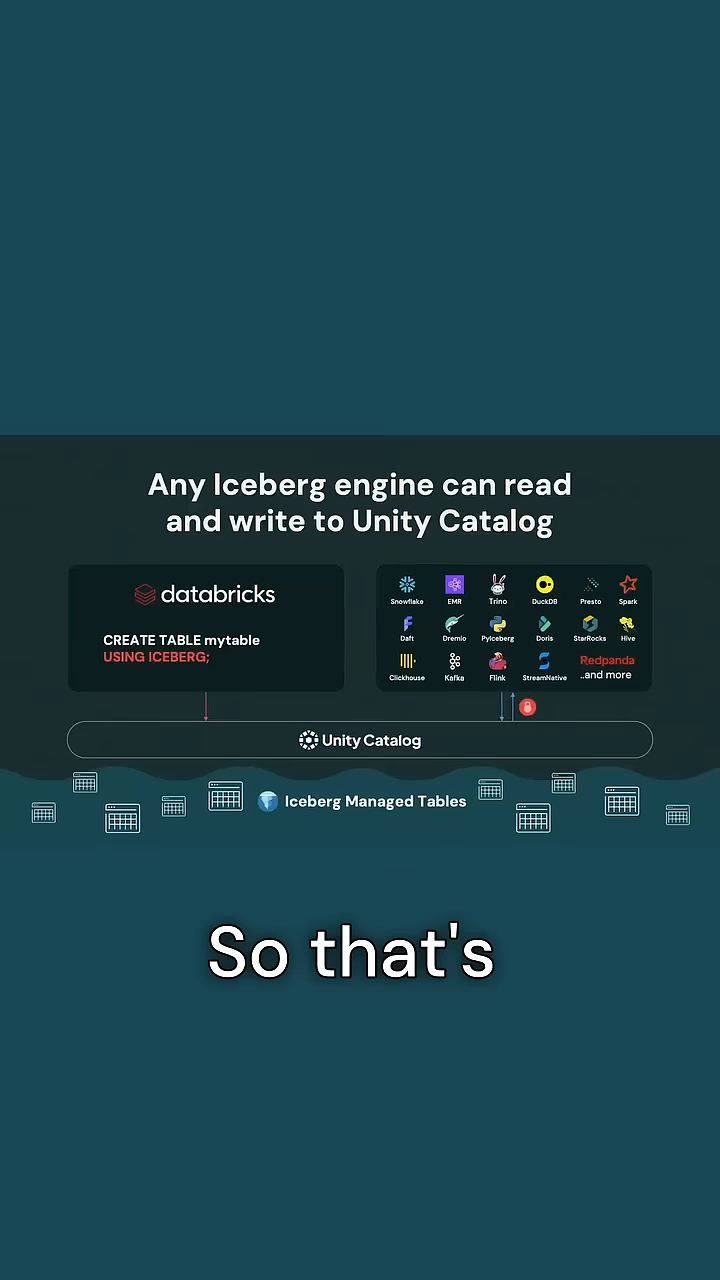 Any Iceberg engine can read
and write to Unity Catalog
databricks
CREATE TABLE mytable
USING ICEBERG;
Snowflake EMR Trino DuckDB Presto Spark
Daft Dremio PyIceberg Doris StarRocks Hive
Clickhouse Kafka Flink StreamNative Redpanda
..and more
Unity Catalog
Iceberg Managed Tables
So that's